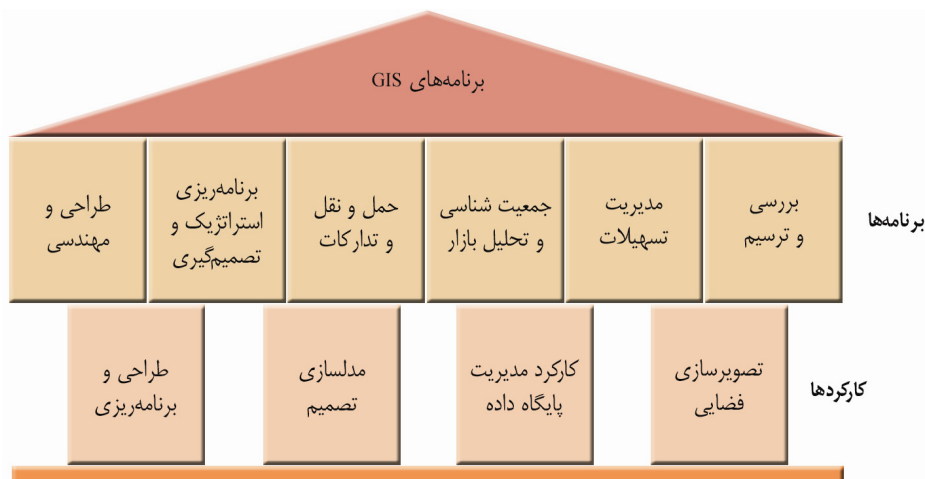 برنامه‌های GIS
برنامه‌ها
بررسی
و ترسیم
مدیریت
تسهیلات
جمعیت شناسی
و تحلیل بازار
حمل و نقل
و تدارکات
برنامه‌ریزی
استراتژیک و
تصمیم‌گیری
طراحی و
مهندسی
کارکردها
تصویرسازی
فضایی
کارکرد مدیریت
پایگاه داده
مدلسازی
تصمیم
طراحی و
برنامه‌ریزی